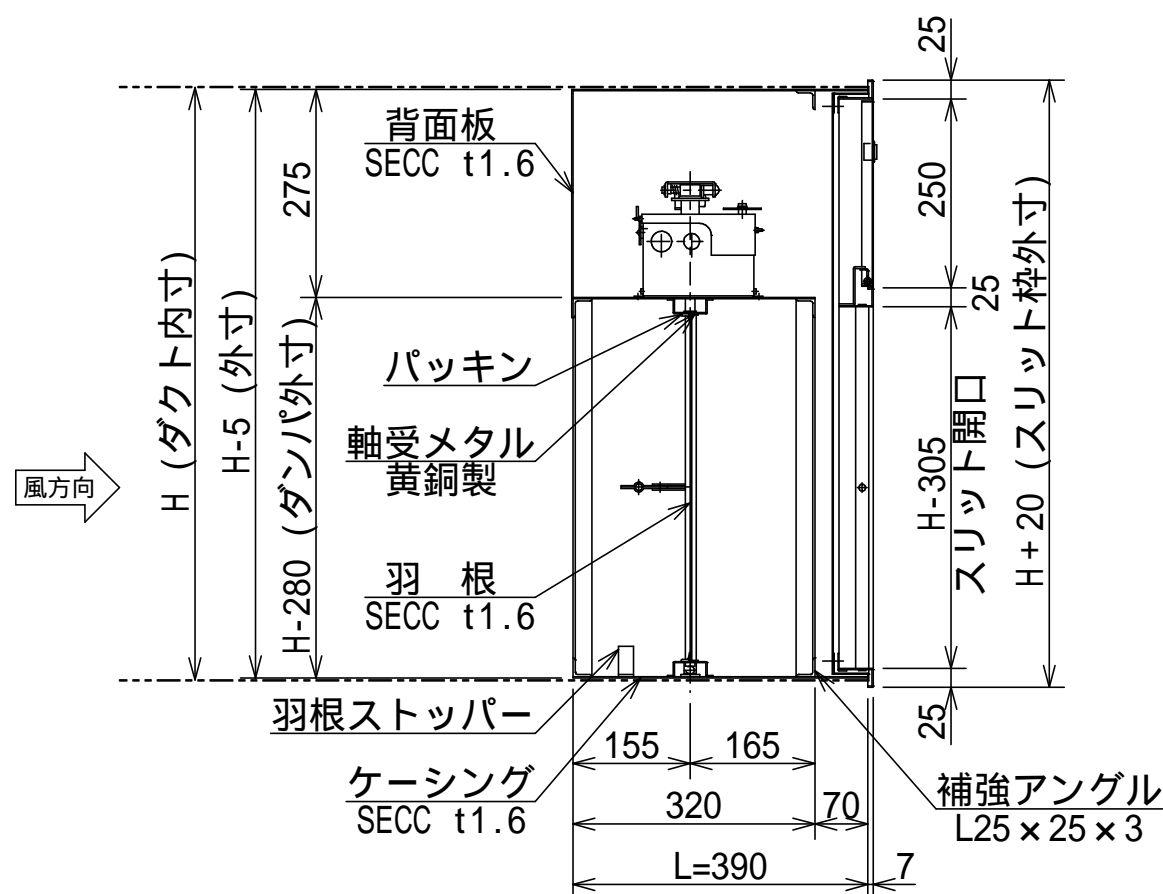 25
背面板
SECC t1.6
275
250
25
H (ダクト内寸)
H-5 (外寸)
H-280 (ダンパ外寸)
パッキン
軸受メタル
黄銅製
風方向
H-305
スリット開口
H+20 (スリット枠外寸)
羽 根
SECC t1.6
羽根ストッパー
25
155
165
ケーシング
SECC t1.6
320
70
補強アングル
L25×25×3
L=390
7